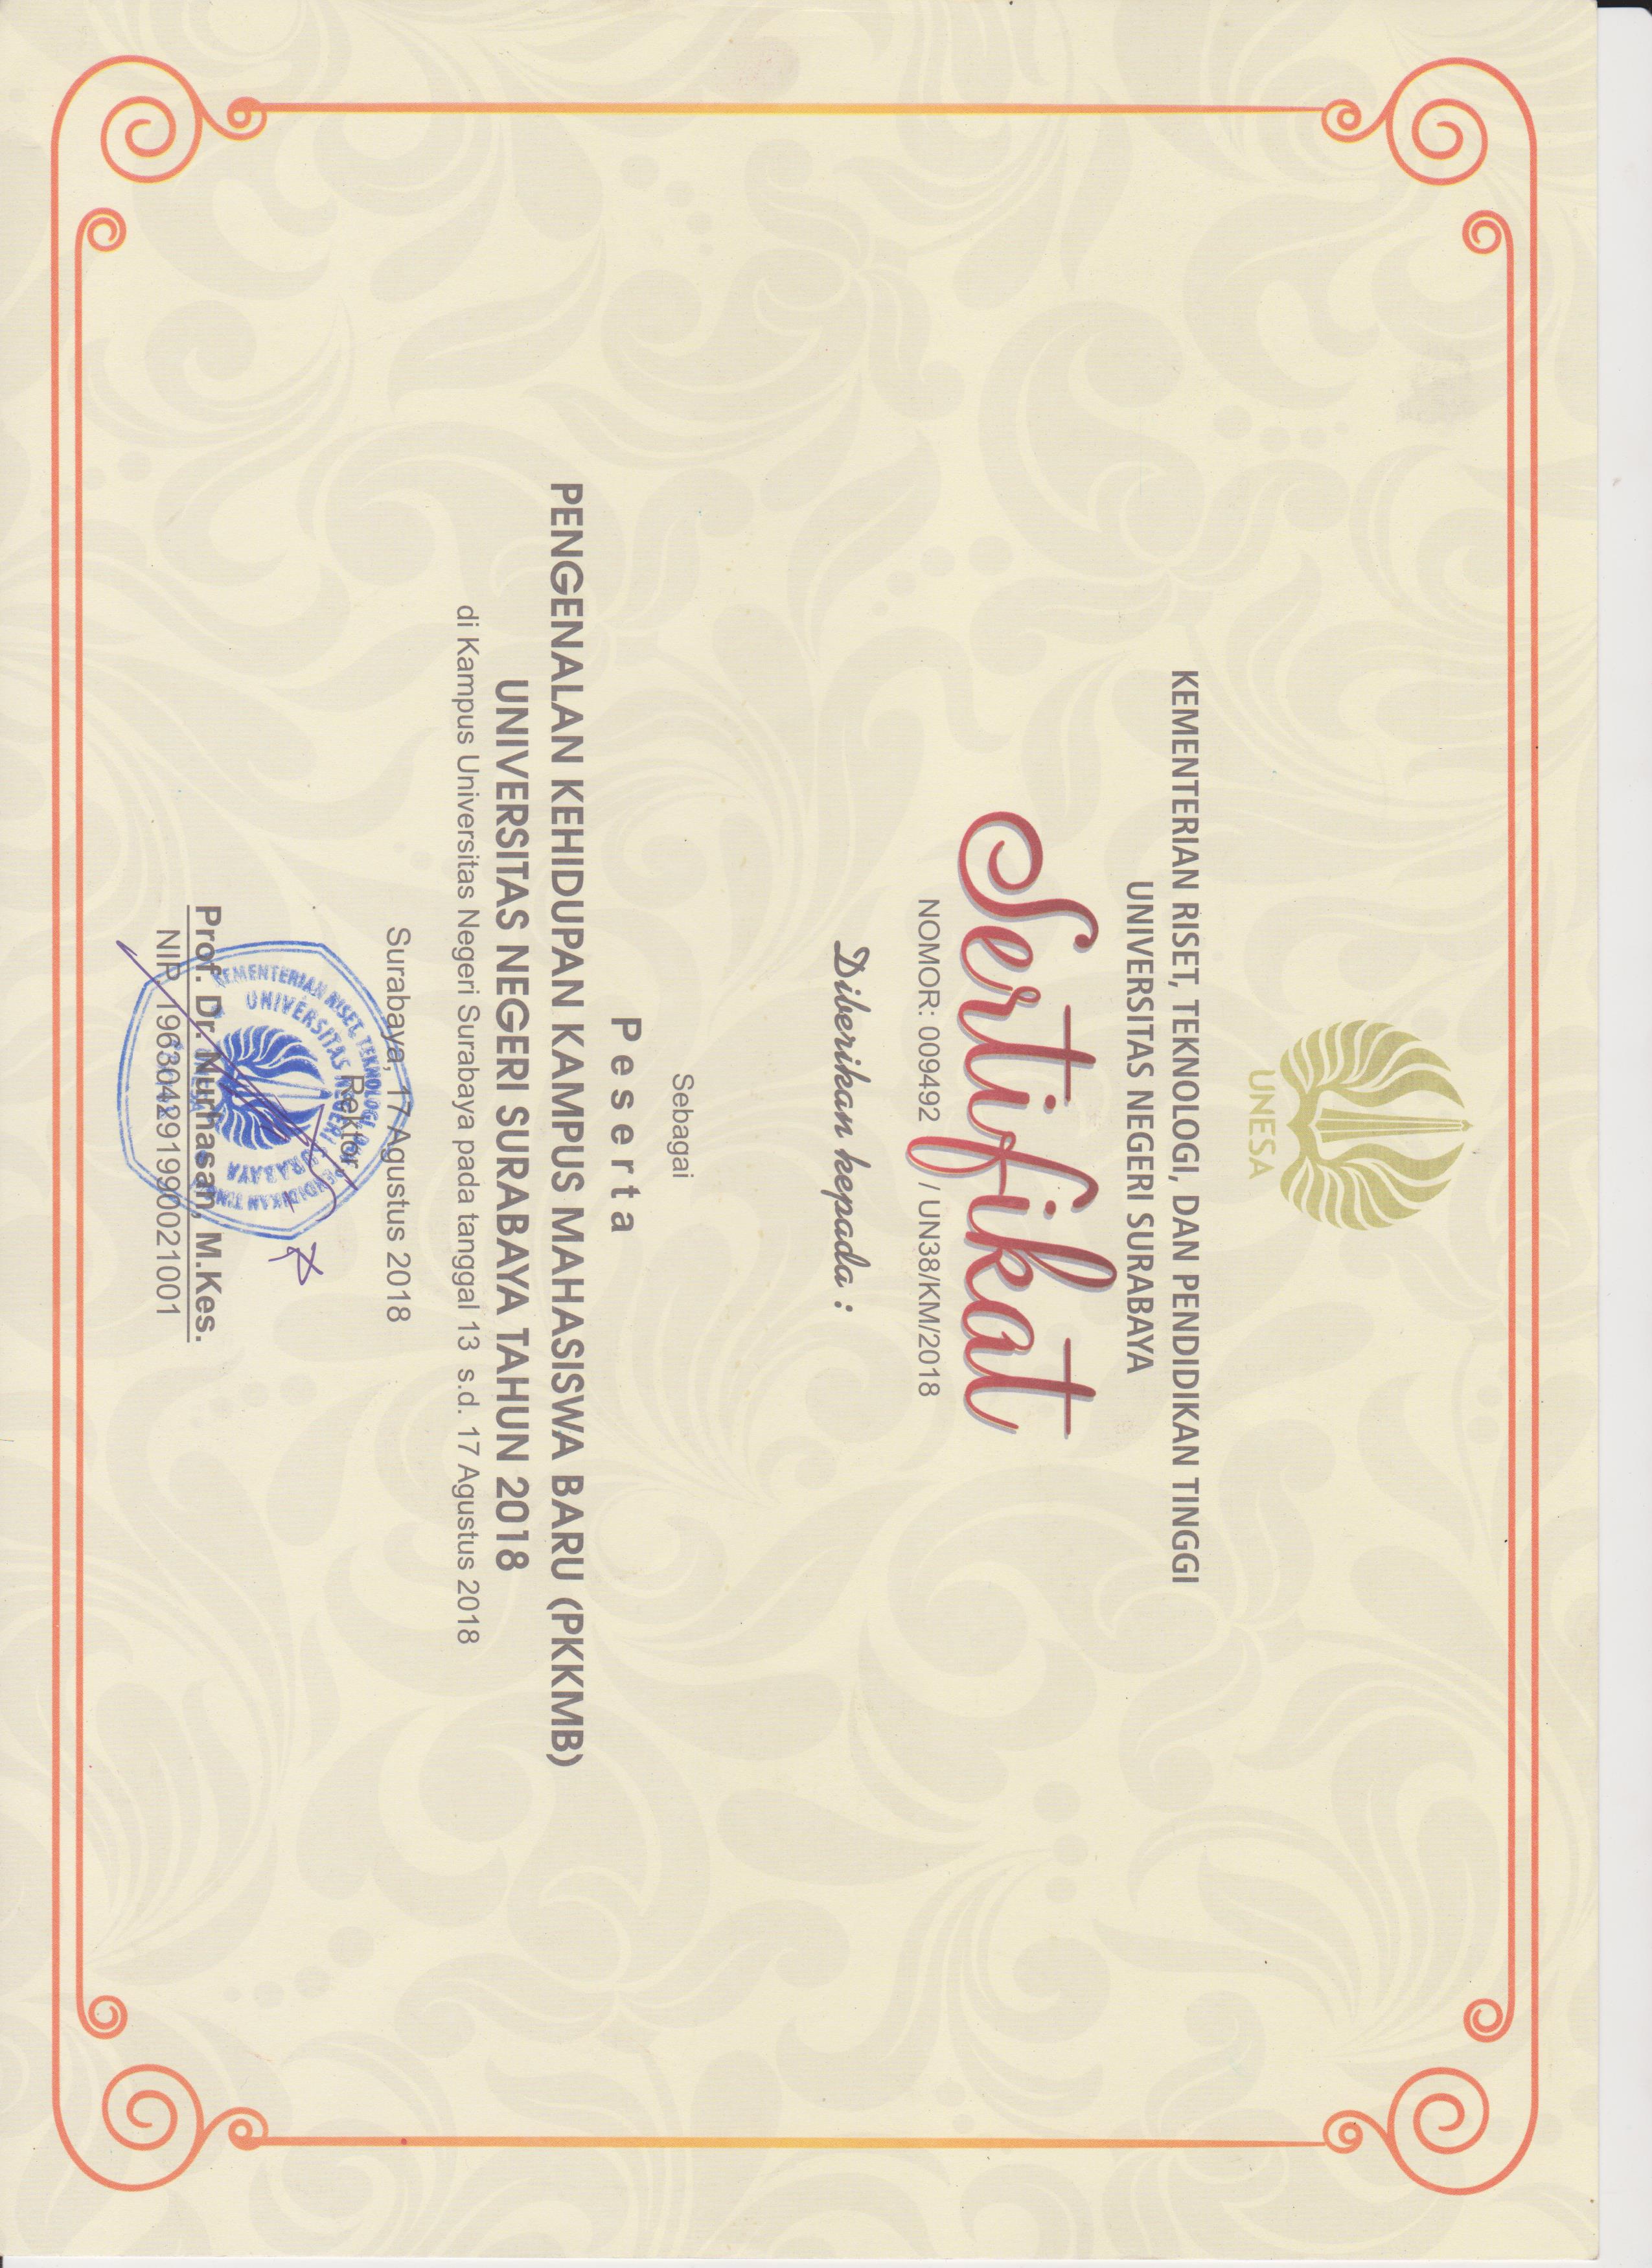 UNESA
KEMENTERIAN RISET, TEKNOLOGI, DAN PENDIDIKAN TINGGI
UNIVERSITAS NEGERI SURABAYA
Sertifikat
NOMOR: 009492 / UN38/KM/2018
Diberikan kepada :
Sebagai
Peserta
PENGENALAN KEHIDUPAN KAMPUS MAHASISWA BARU (PKKMB)
UNIVERSITAS NEGERI SURABAYA TAHUN 2018
di Kampus Universitas Negeri Surabaya pada tanggal 13 s.d. 17 Agustus 2018
Surabaya, 17 Agustus 2018
Rektor
KEMENTERIAN RISET, TEKNOLOGI PENDIDIKAN
UNIVERSITAS NEGERI SURABAYA
Prof. Dr. Nurhasan, M.Kes.
NIP 196304291990021001